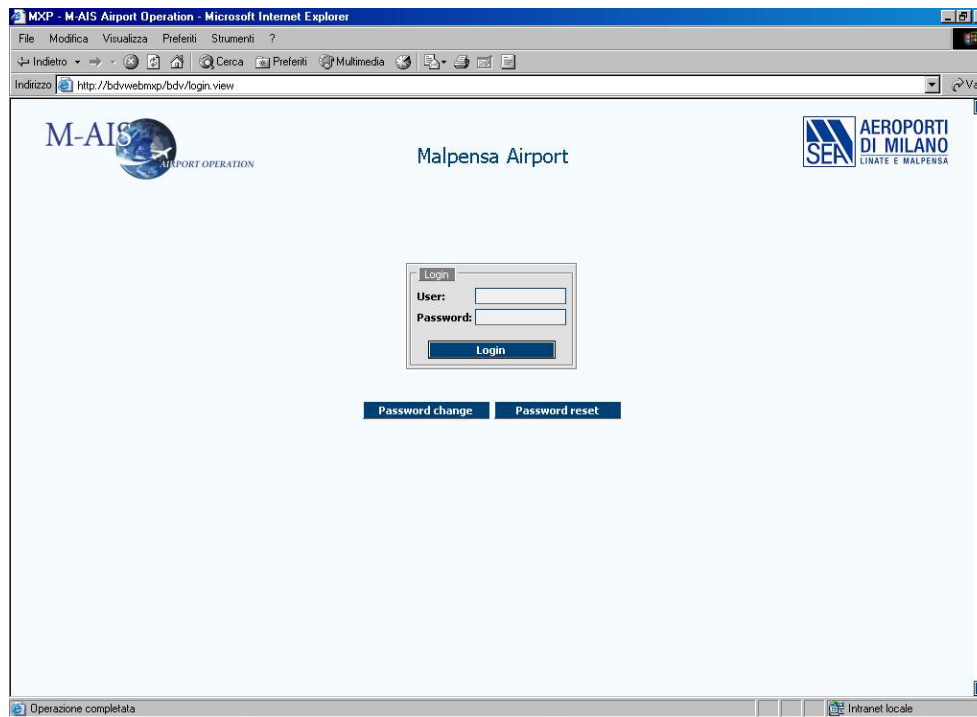 MXP - M-AIS Airport Operation - Microsoft Internet Explorer
File Modifica Visualizza Preferiti Strumenti ?
Indietro Cerca Preferiti Multimedia
Indirizzo http://bdvwebmxp/bdv/login.view
M-AIS
AIRPORT OPERATION
Malpensa Airport
SEA
AEROPORTI
DI MILANO
LINATE E MALPENSA
Login
User:
Password:
Login
Password change Password reset
Operazione completata Intranet locale